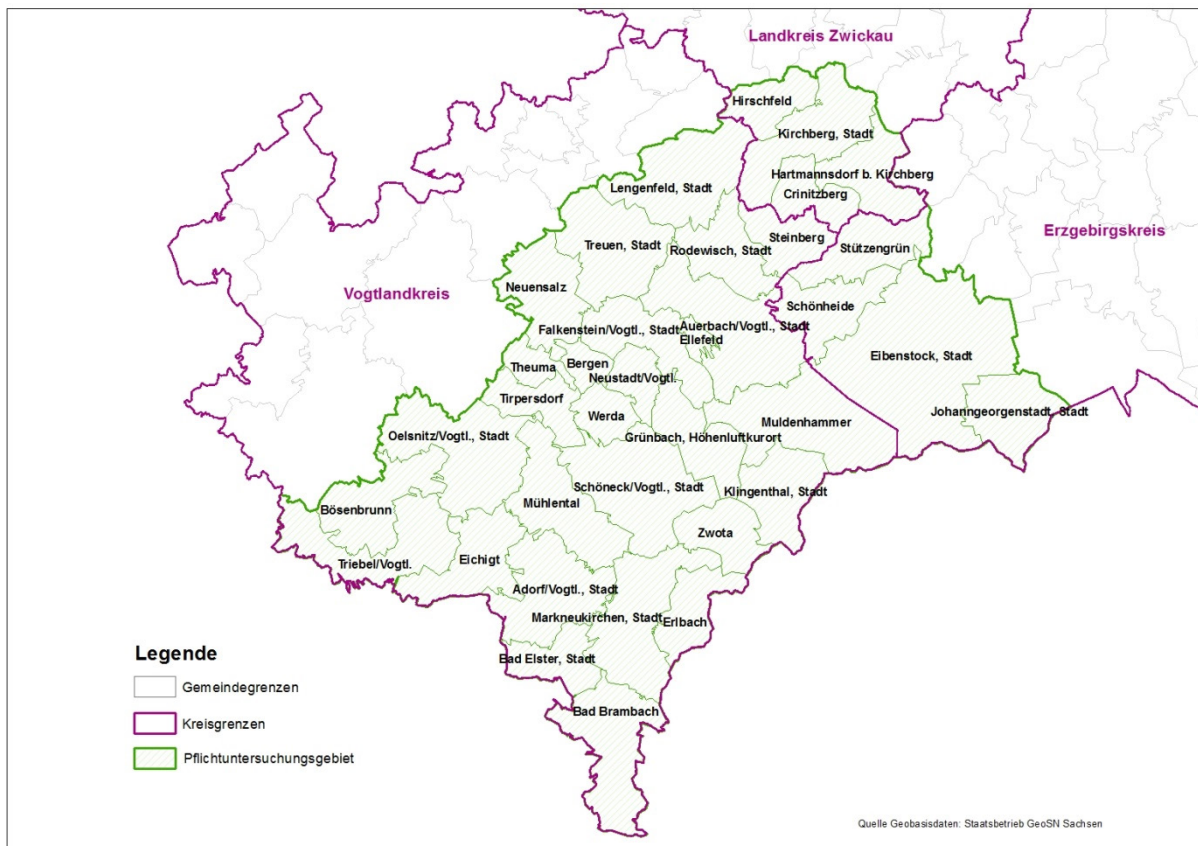 Landkreis Zwickau
Hirschfeld
Kirchberg, Stadt
Hartmannsdorf b. Kirchberg
Crinitzberg
Lengenfeld, Stadt
Steinberg
Treuen, Stadt
Rodewisch, Stadt
Stützengrün
Erzgebirgskreis
Neuensalz
Vogtlandkreis
Schönheide
Falkenstein/Vogtl., Stadt
Auerbach/Vogtl., Stadt
Ellefeld
Eibenstock, Stadt
Theuma
Bergen
Neustadt/Vogtl.
Tirpersdorf
Werda
Johanngeorgenstadt, Stadt
Muldenhammer
Oelsnitz/Vogtl., Stadt
Grünbach, Höhenluftkurort
Schöneck/Vogtl., Stadt
Klingenthal, Stadt
Mühlental
Bösenbrunn
Zwota
Triebel/Vogtl.
Eichigt
Adorf/Vogtl., Stadt
Markneukirchen, Stadt
Erlbach
Bad Elster, Stadt
Bad Brambach
Legende
Gemeindegrenzen
Kreisgrenzen
Pflichtuntersuchungsgebiet
Quelle Geobasisdaten: Staatsbetrieb GeoSN Sachsen